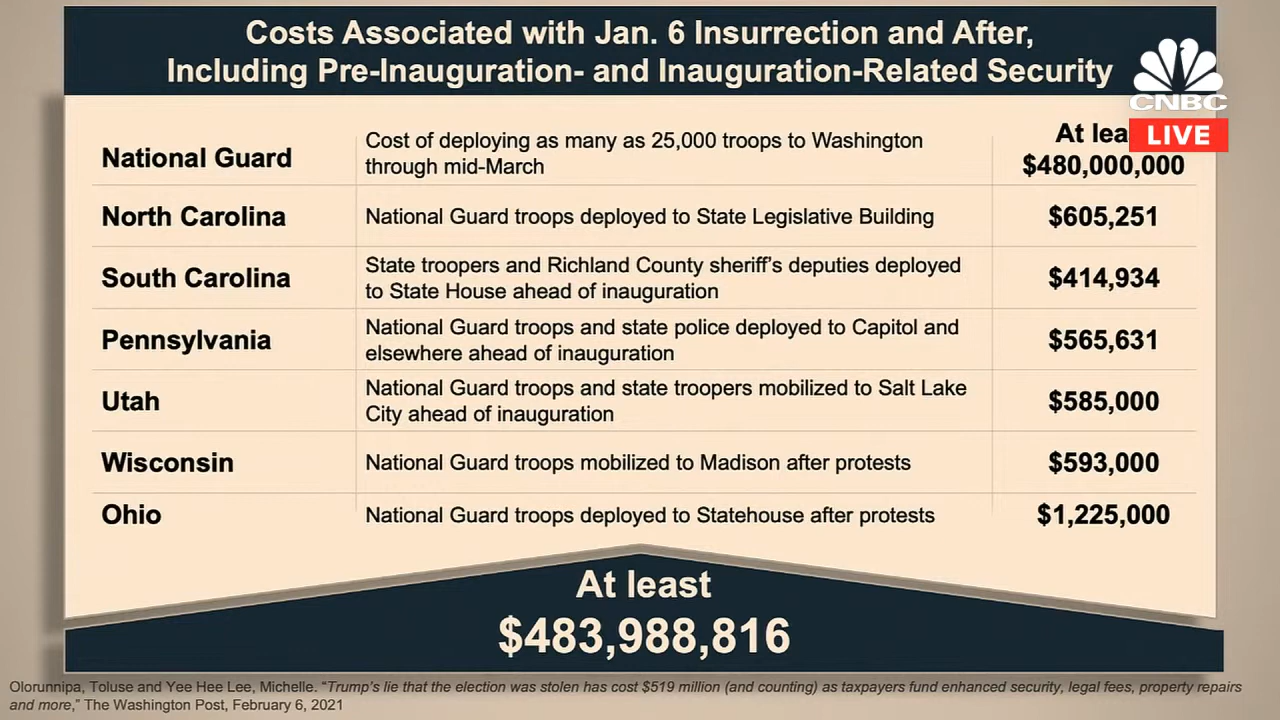 Costs Associated with Jan. 6 Insurrection and After,
Including Pre-Inauguration- and Inauguration-Related Security
CNBC
LIVE
National Guard
Cost of deploying as many as 25,000 troops to Washington
through mid-March
At
$480,000,000
North Carolina
National Guard troops deployed to State Legislative Building
$605,251
South Carolina
State troopers and Richland County sheriff’s deputies deployed
to State House ahead of inauguration
$414,934
Pennsylvania
National Guard troops and state police deployed to Capitol and
elsewhere ahead of inauguration
$565,631
Utah
National Guard troops and state troopers mobilized to Salt Lake
City ahead of inauguration
$585,000
Wisconsin
National Guard troops mobilized to Madison after protests
$593,000
Ohio
National Guard troops deployed to Statehouse after protests
$1,225,000
At least
$483,988,816
Olorunnipa, Toluse and Yee Hee Lee, Michelle. “Trump’s lie that the election was stolen has cost $519 million (and counting) as taxpayers fund enhanced security, legal fees, property repairs
and more,” The Washington Post, February 6, 2021